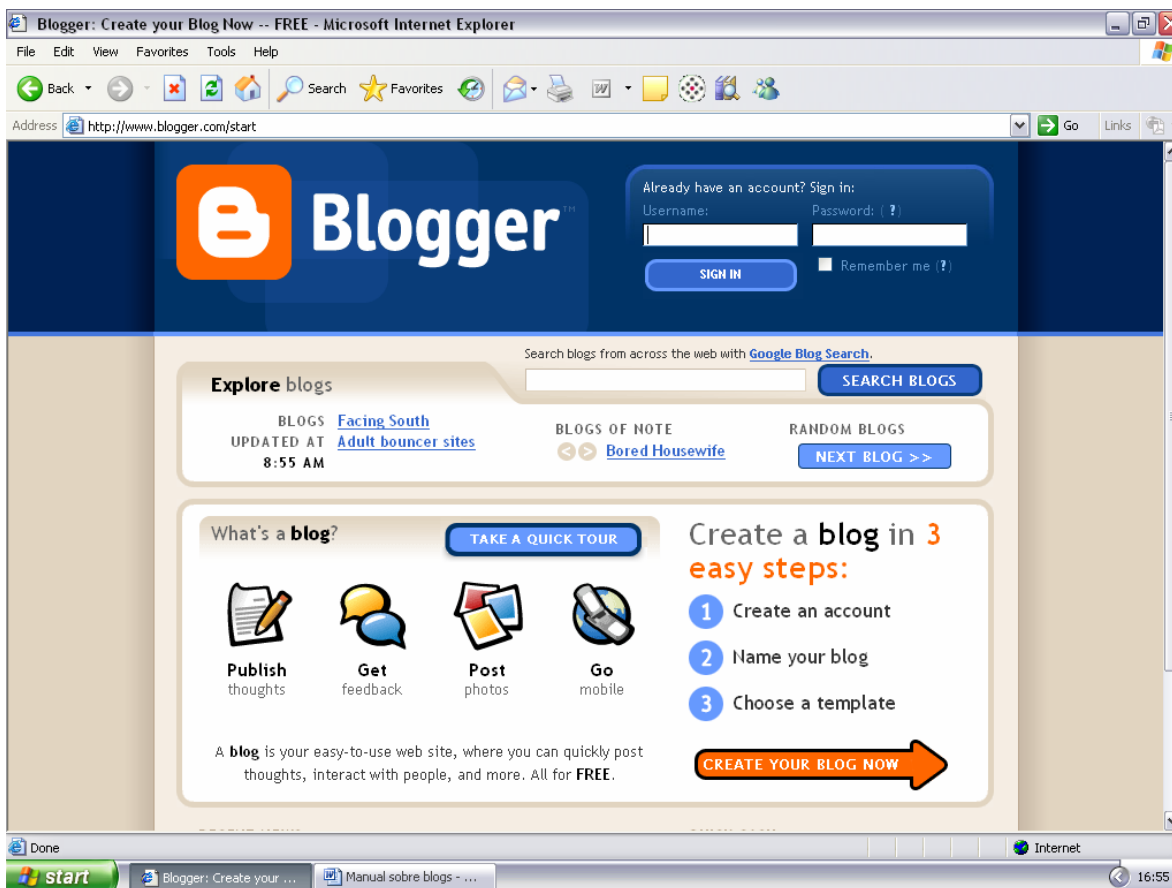 Blogger: Create your Blog Now -- FREE - Microsoft Internet Explorer
File Edit View Favorites Tools Help
Back Search Favorites
Address http://www.blogger.com/start Go Links
Blogger™
Already have an account? Sign in:
Username: Password: (?)
SIGN IN Remember me (?)
Search blogs from across the web with Google Blog Search.
SEARCH BLOGS
Explore blogs
BLOGS UPDATED AT 8:55 AM
Facing South
Adult bouncer sites
BLOGS OF NOTE
Bored Housewife
RANDOM BLOGS
NEXT BLOG >>
What's a blog?
TAKE A QUICK TOUR
Publish thoughts
Get feedback
Post photos
Go mobile
A blog is your easy-to-use web site, where you can quickly post
thoughts, interact with people, and more. All for FREE.
Create a blog in 3
easy steps:
1 Create an account
2 Name your blog
3 Choose a template
CREATE YOUR BLOG NOW
Done Internet
start Blogger: Create your ... Manual sobre blogs - ... 16:55